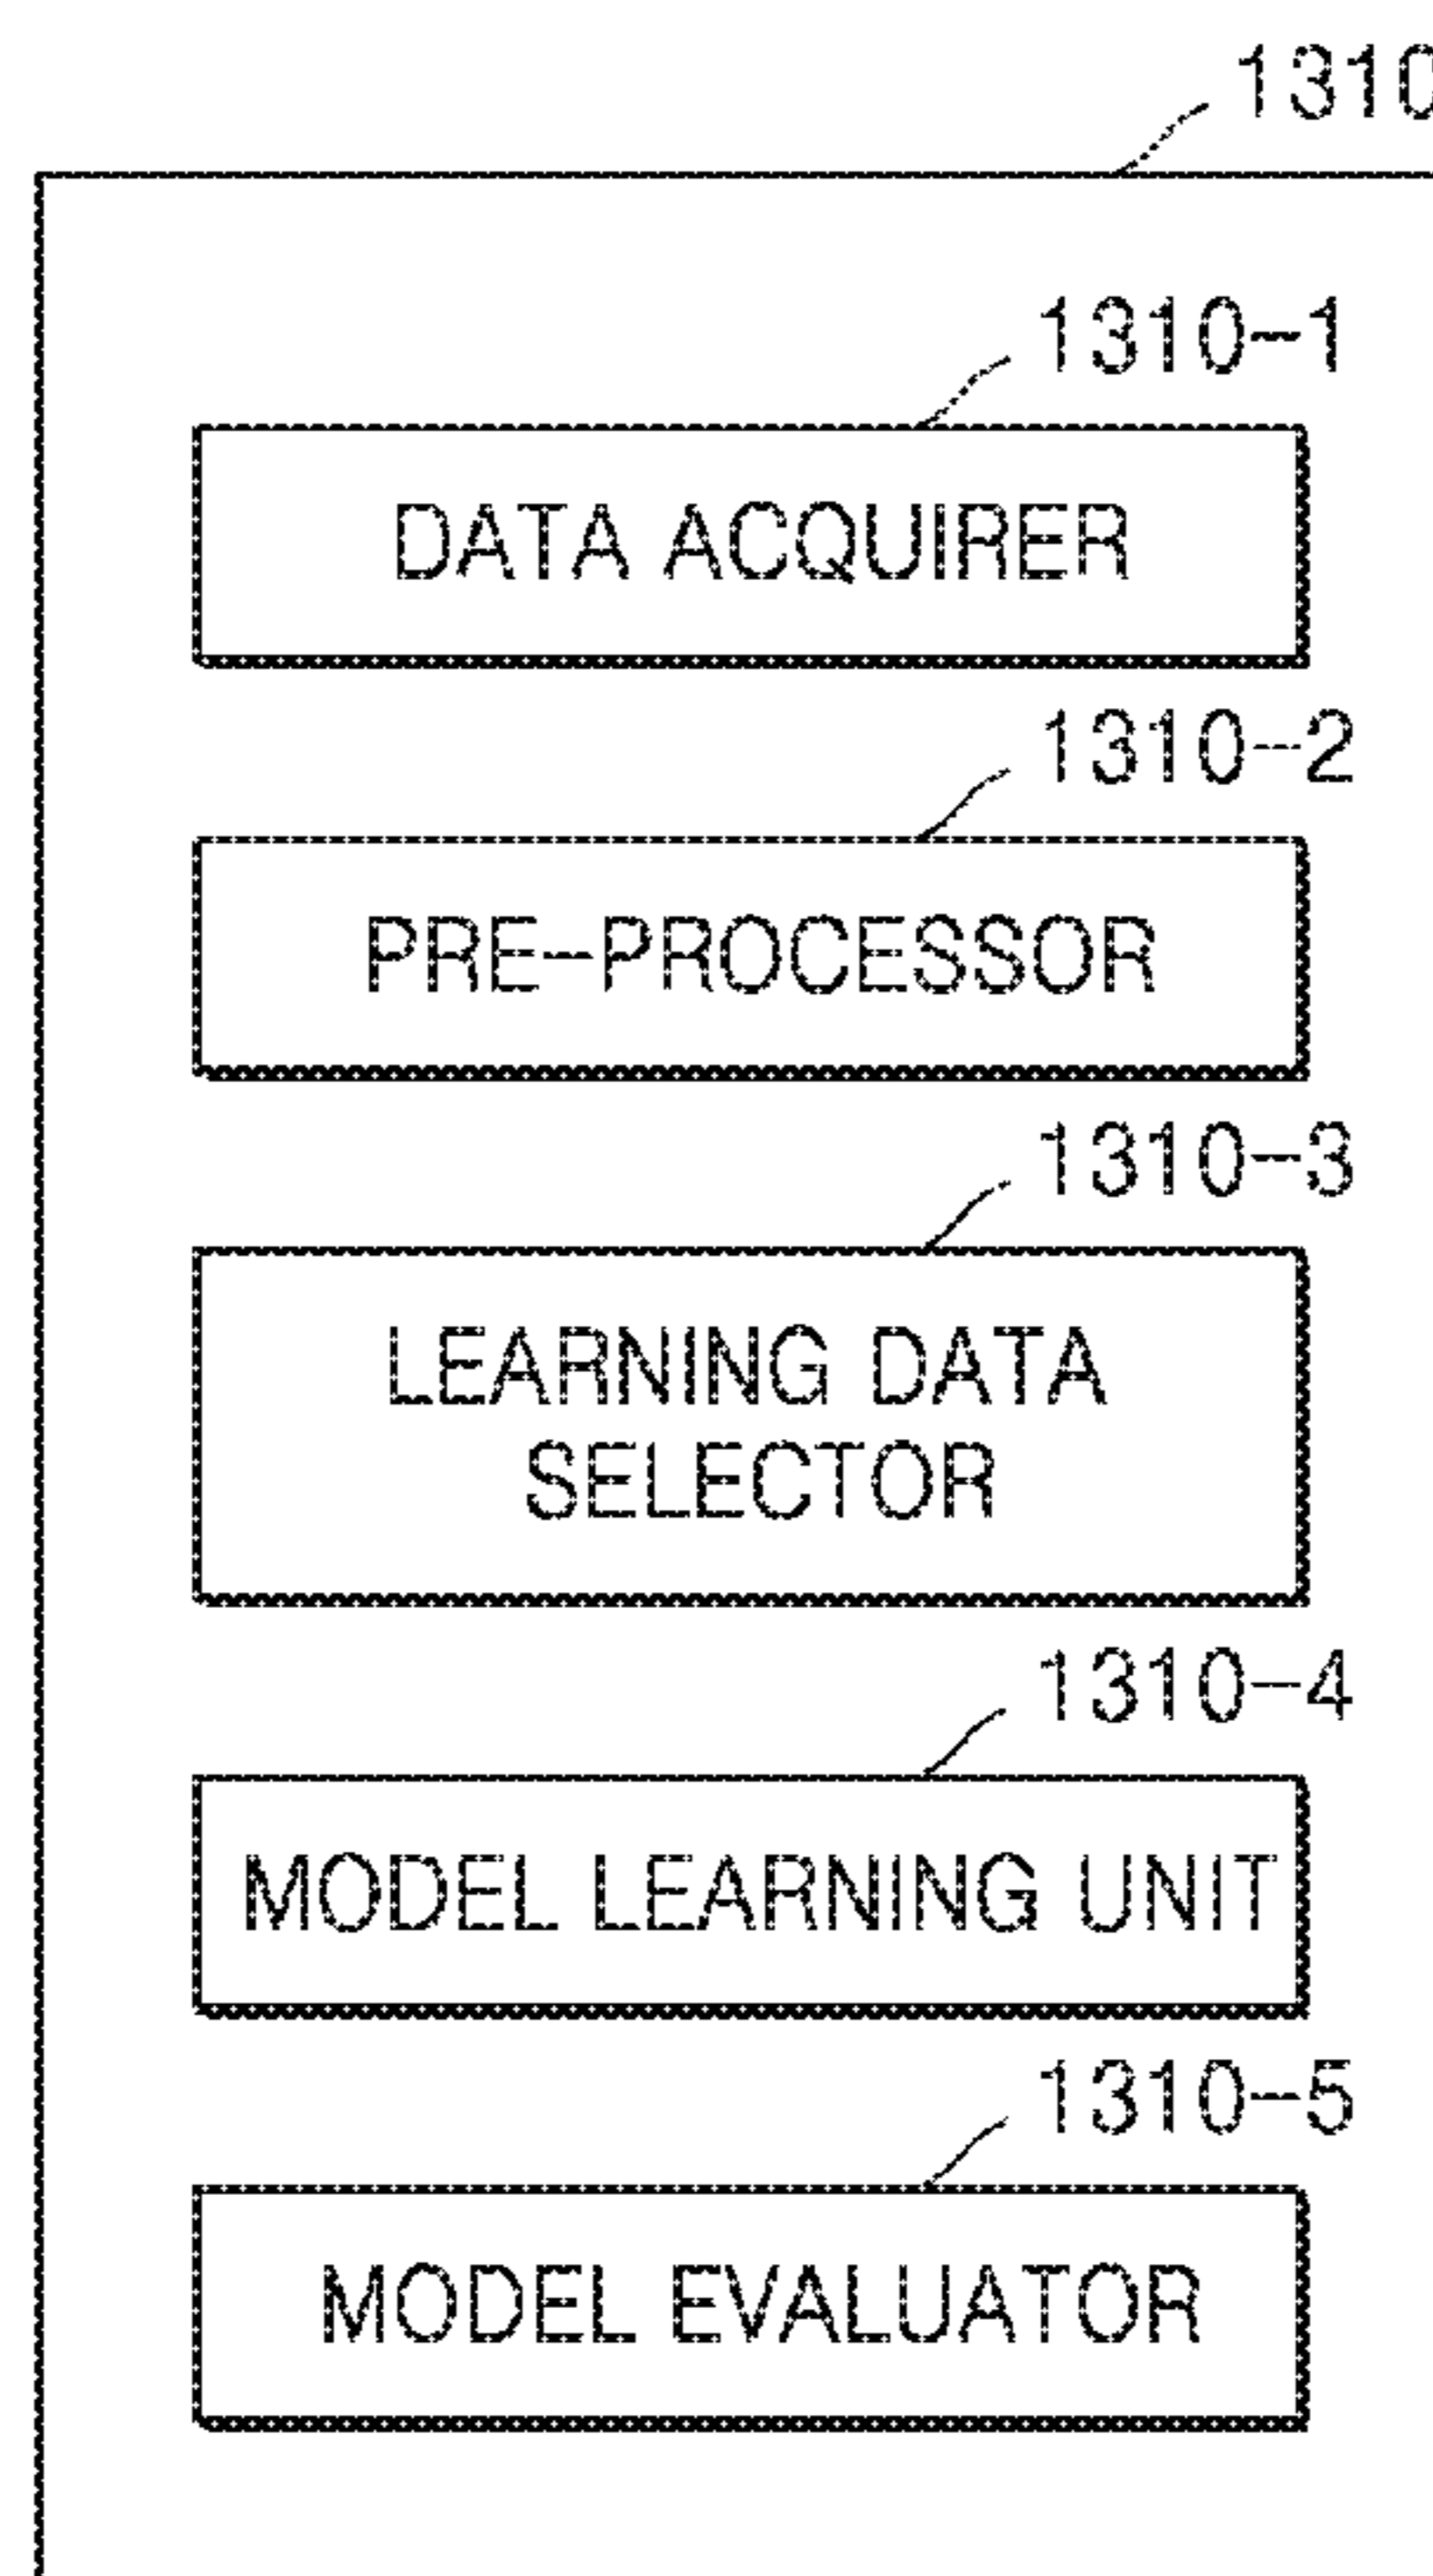 1310
1310-1
DATA ACQUIRER
1310-2
PRE-PROCESSOR
1310-3
LEARNING DATA
SELECTOR
1310-4
MODEL LEARNING UNIT
1310-5
MODEL EVALUATOR